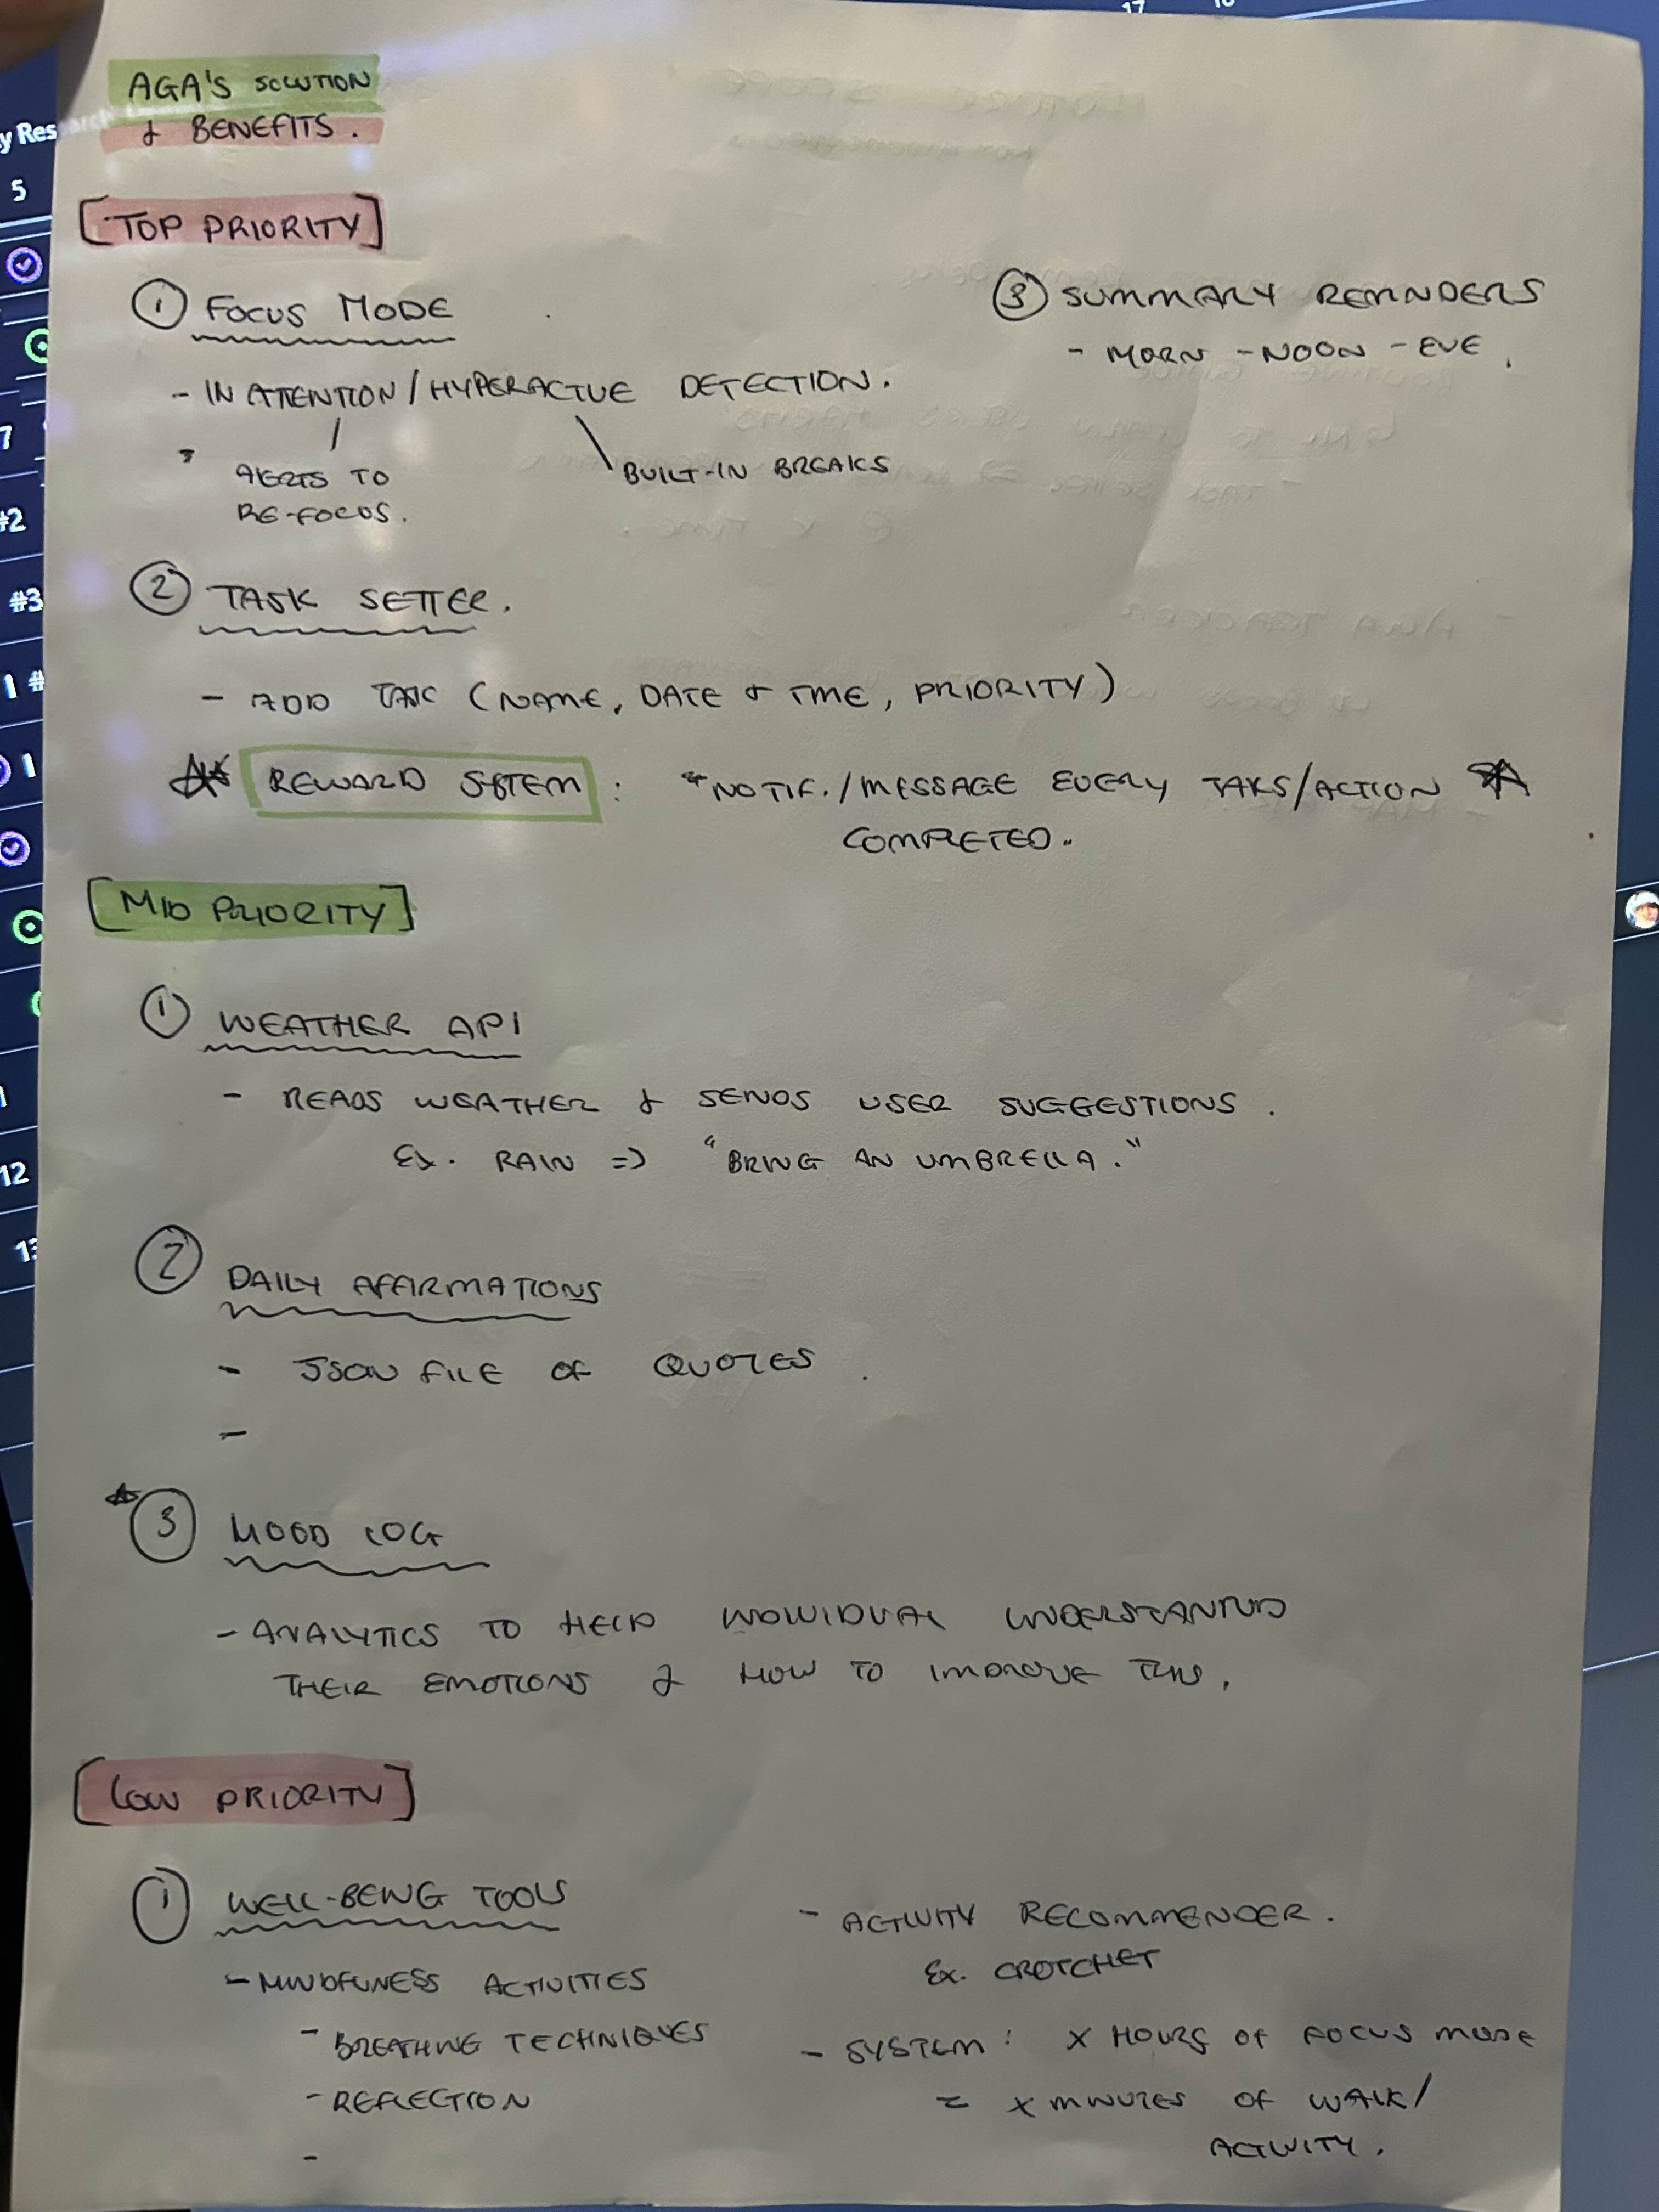 AGA'S SOLUTION
& BENEFITS.
[TOP PRIORITY]
① FOCUS MODE
- IN ATTENTION / HYPERACTIVE DETECTION.
ALERTS TO
RE-FOCUS.
BUILT-IN BREAKS
③ SUMMARY REMINDERS
- MORN - NOON - EVE.
② TASK SETTER.
- ADD TASK (NAME, DATE & TIME, PRIORITY)
REWARD SYSTEM : * NOTIF./MESSAGE EVERY TAKS/ACTION
COMPLETED.
[MID PRIORITY]
① WEATHER API
- READS WEATHER & SENDS USER SUGGESTIONS.
EX. RAIN => "BRING AN UMBRELLA."
② DAILY AFFIRMATIONS
- JSON FILE OF QUOTES.
-
③ MOOD LOG
- ANALYTICS TO HELP INDIVIDUAL
THEIR EMOTIONS & HOW TO IMPROVE THIS.
[LOW PRIORITY]
① WELL-BEING TOOLS
- MINDFUNESS ACTIVITIES
- BREATHING TECHNIQUES
- REFLECTION
-
- ACTIVITY RECOMMENDER.
EX. CROTCHET
- SYSTEM : X HOURS OF FOCUS MODE
= X MINUTES OF WALK/
ACTIVITY.
y Res
5
7
#2
#3
1 #
1
12
13
17